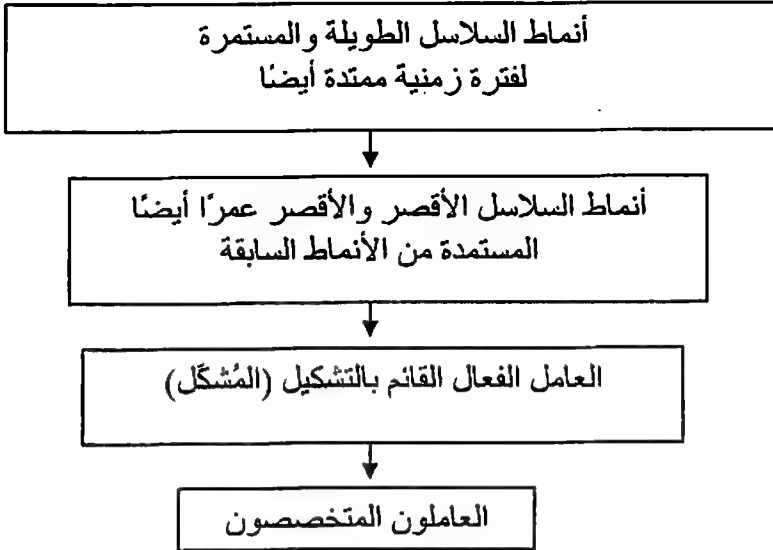 أنماط السلاسل الطويلة والمستمرة
لفترة زمنية ممتدة أيضًا
أنماط السلاسل الأقصر والأقصر عمرًا أيضًا
المستمدة من الأنماط السابقة
العامل الفعال القائم بالتشكيل (المُشكَّل)
العاملون المتخصصون